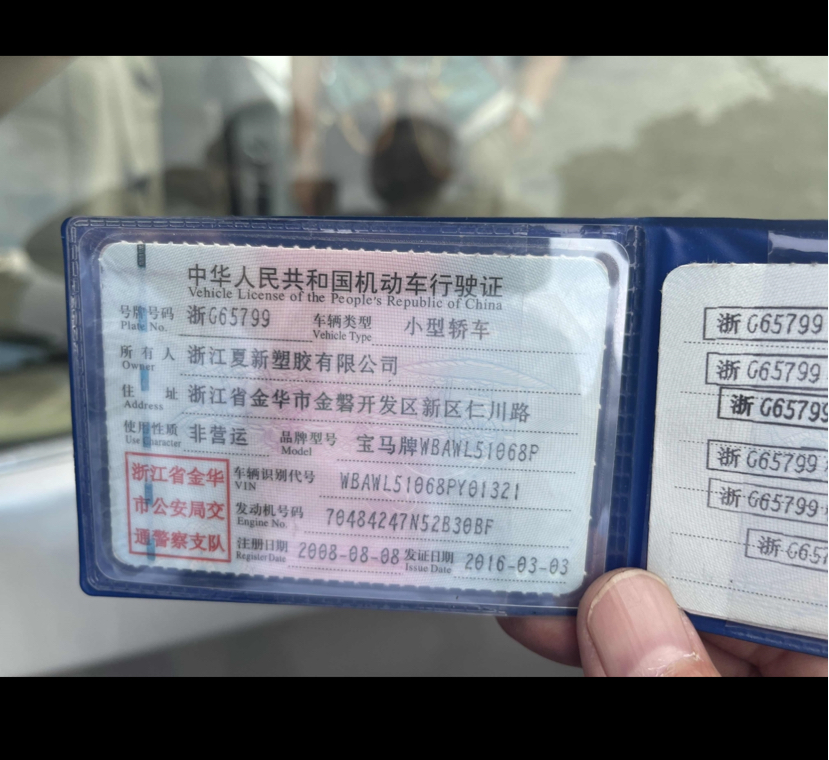 中华人民共和国机动车行驶证
Vehicle License of the People's Republic of China
号牌号码 浙G65799 车辆类型 小型轿车
Plate No. Vehicle Type
所有人 浙江夏新塑胶有限公司
Owner
住址 浙江省金华市金磐开发区新区仁川路
Address
使用性质 非营运 品牌型号 宝马牌WBAWL51068P
Use Character Model
浙江省金华
市公安局交
通警察支队
车辆识别代号 WBAWL51068PY01321
VIN
发动机号码 70484247N52B30BF
Engine No.
注册日期 2008-08-08 发证日期 2016-03-03
Register Date Issue Date
浙G65799
浙G65799
浙G65799
浙G65799
浙G65799
浙G657